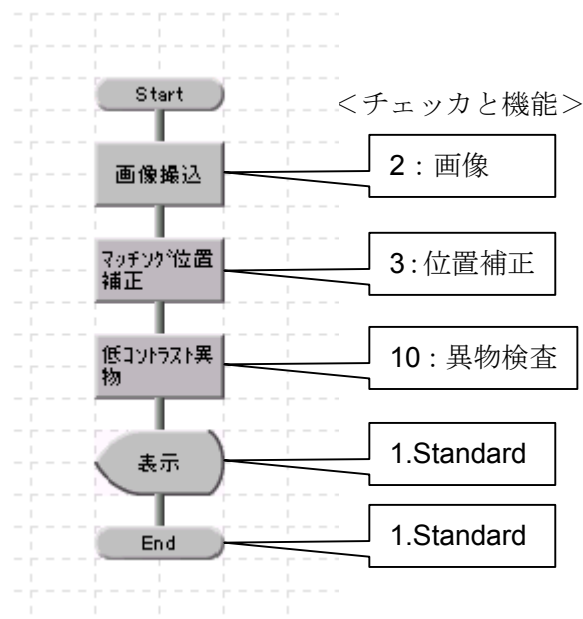 Start
＜チェッカと機能＞
画像撮込
2：画像
ﾏｯﾁﾝｸﾞ位置
補正
3：位置補正
低ｺﾝﾄﾗｽﾄ異
物
10：異物検査
表示
1.Standard
End
1.Standard